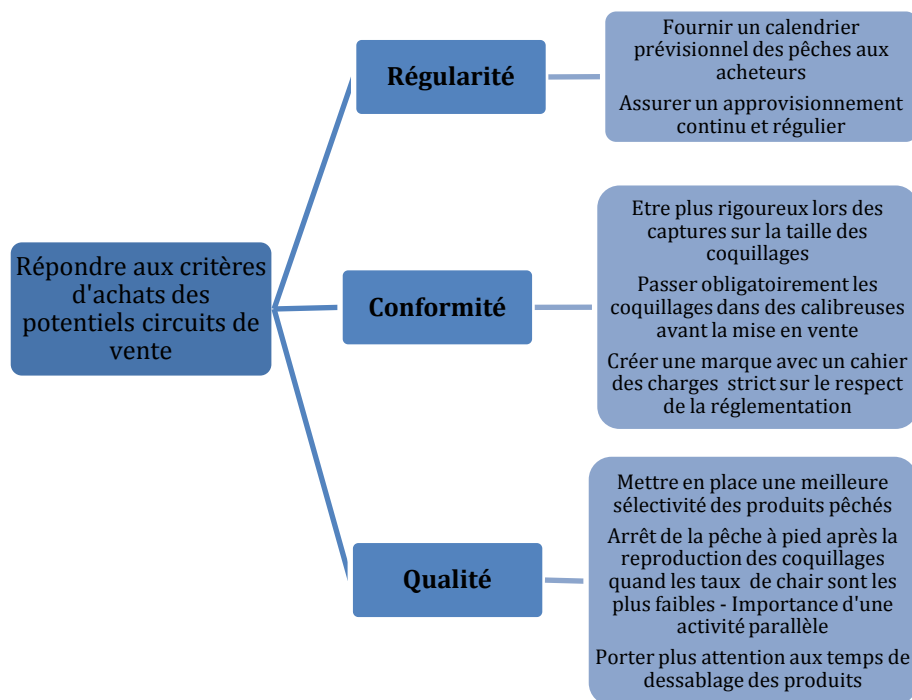 Répondre aux critères
d'achats des
potentiels circuits de
vente
Régularité
Fournir un calendrier
prévisionnel des pêches aux
acheteurs
Assurer un approvisionnement
continu et régulier
Conformité
Etre plus rigoureux lors des
captures sur la taille des
coquillages
Passer obligatoirement les
coquillages dans des calibreuses
avant la mise en vente
Créer une marque avec un cahier
des charges strict sur le respect
de la réglementation
Qualité
Mettre en place une meilleure
sélectivité des produits pêchés
Arrêt de la pêche à pied après la
reproduction des coquillages
quand les taux de chair sont les
plus faibles - Importance d'une
activité parallèle
Porter plus attention aux temps de
dessablage des produits